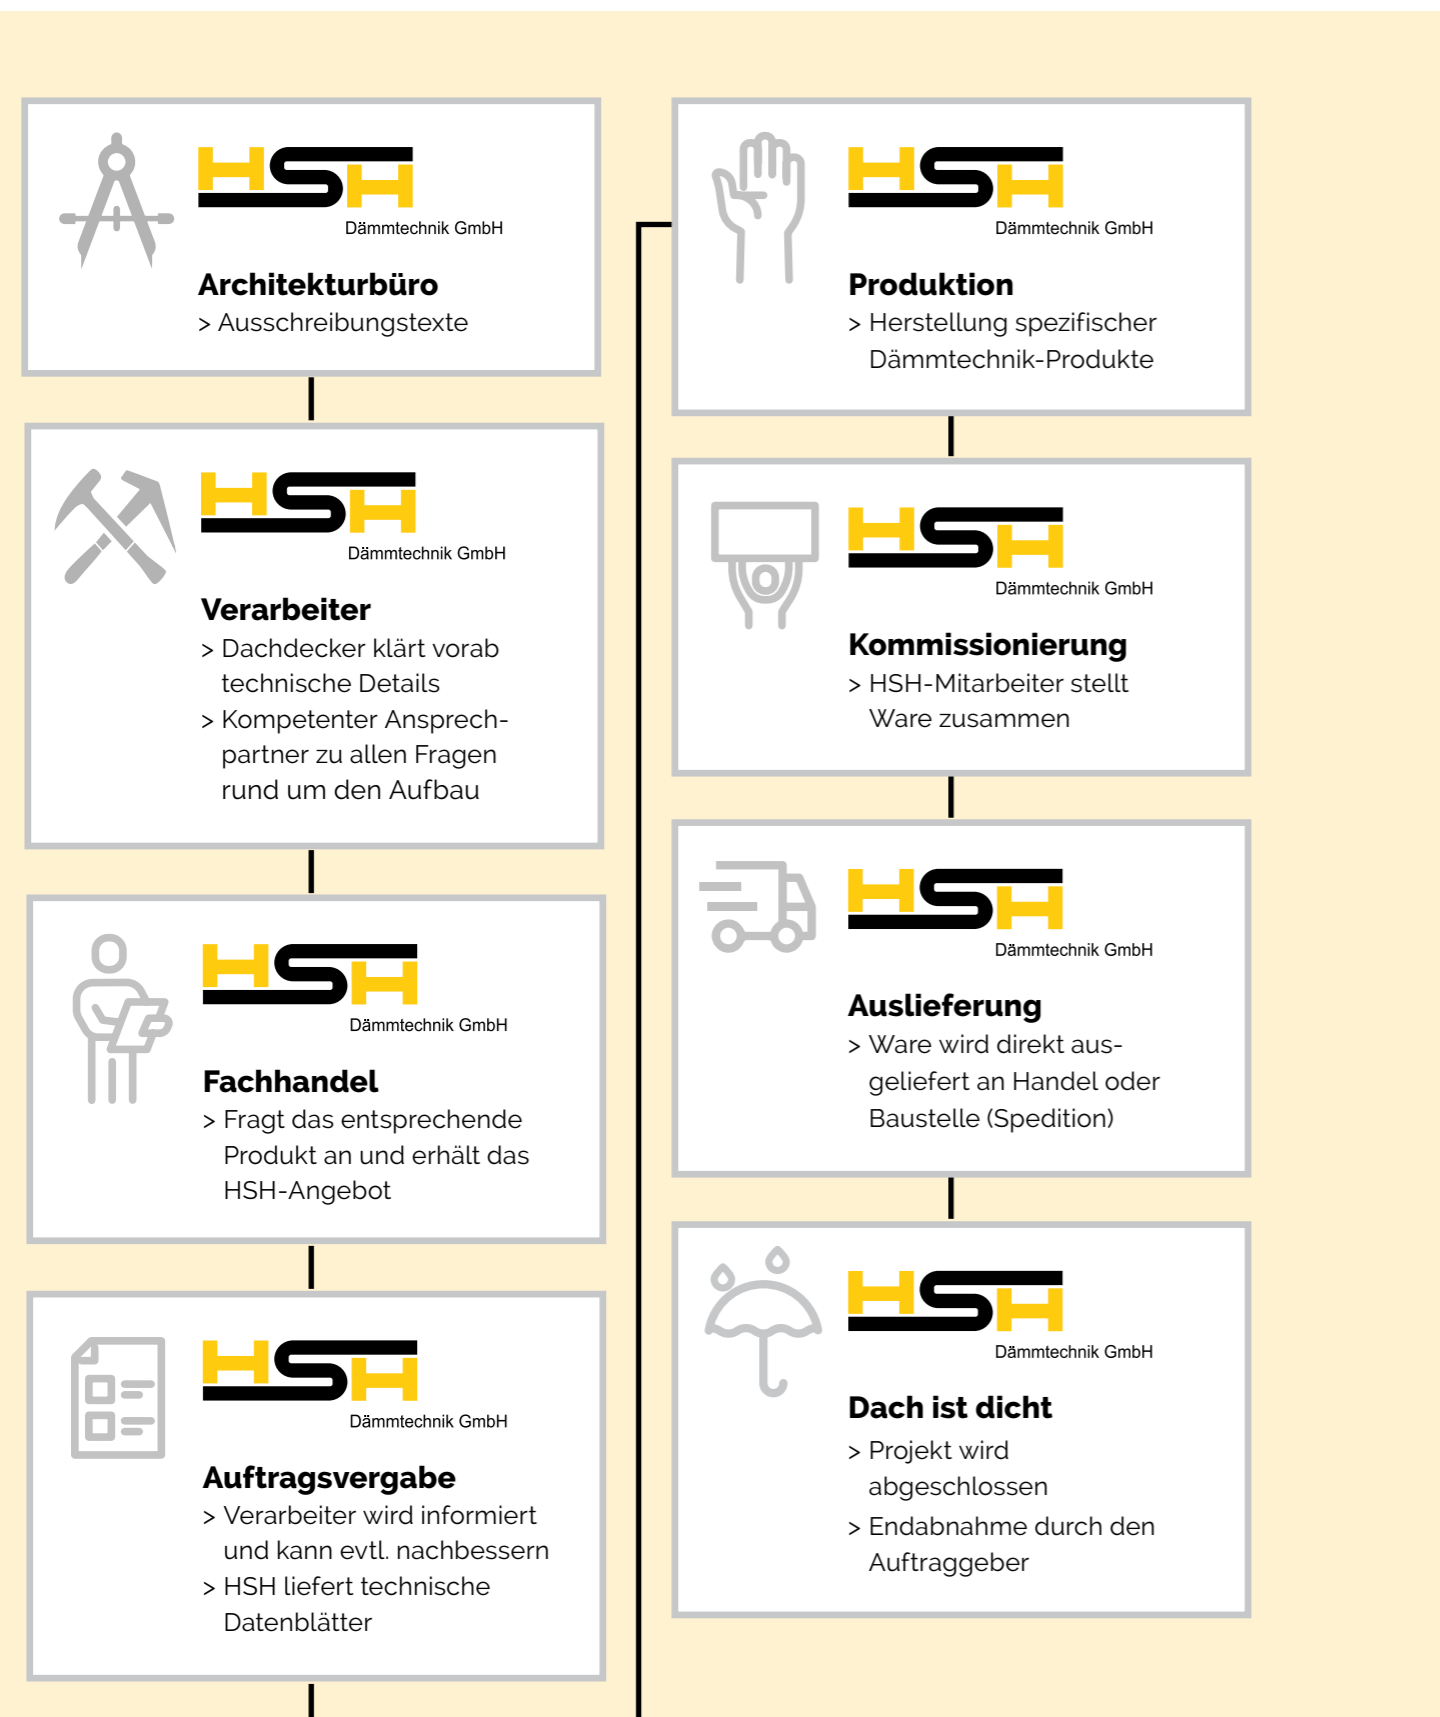 HSH
Dämmtechnik GmbH
Architekturbüro
> Ausschreibungstexte
HSH
Dämmtechnik GmbH
Verarbeiter
> Dachdecker klärt vorab
technische Details
> Kompetenter Ansprech-
partner zu allen Fragen
rund um den Aufbau
HSH
Dämmtechnik GmbH
Fachhandel
> Fragt das entsprechende
Produkt an und erhält das
HSH-Angebot
HSH
Dämmtechnik GmbH
Auftragsvergabe
> Verarbeiter wird informiert
und kann evtl. nachbessern
> HSH liefert technische
Datenblätter
HSH
Dämmtechnik GmbH
Produktion
> Herstellung spezifischer
Dämmtechnik-Produkte
HSH
Dämmtechnik GmbH
Kommissionierung
> HSH-Mitarbeiter stellt
Ware zusammen
HSH
Dämmtechnik GmbH
Auslieferung
> Ware wird direkt aus-
geliefert an Handel oder
Baustelle (Spedition)
HSH
Dämmtechnik GmbH
Dach ist dicht
> Projekt wird
abgeschlossen
> Endabnahme durch den
Auftraggeber